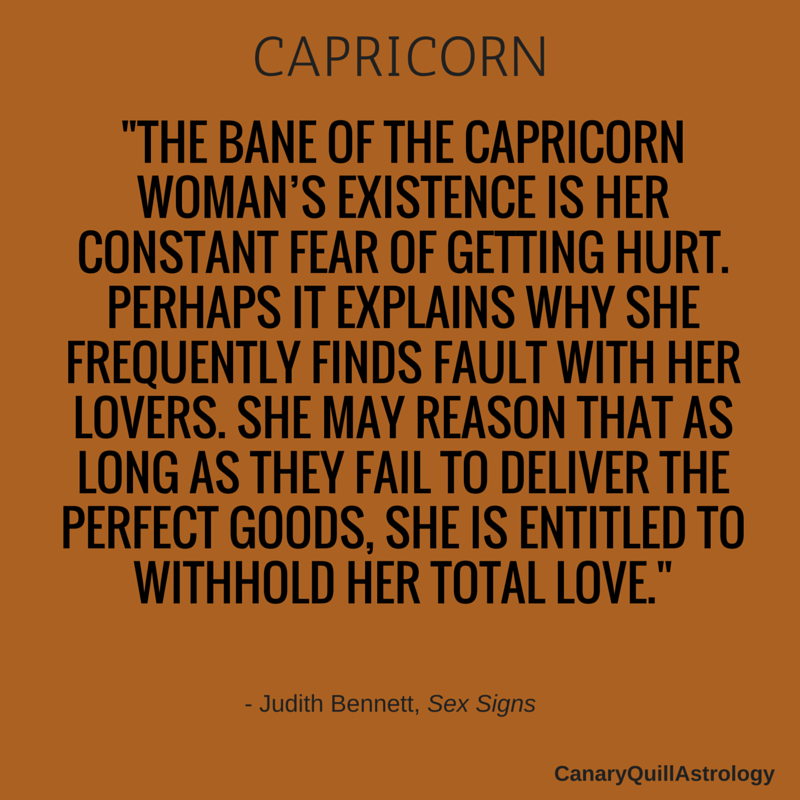 CAPRICORN
"THE BANE OF THE CAPRICORN
WOMAN’S EXISTENCE IS HER
CONSTANT FEAR OF GETTING HURT.
PERHAPS IT EXPLAINS WHY SHE
FREQUENTLY FINDS FAULT WITH HER
LOVERS. SHE MAY REASON THAT AS
LONG AS THEY FAIL TO DELIVER THE
PERFECT GOODS, SHE IS ENTITLED TO
WITHHOLD HER TOTAL LOVE."
- Judith Bennett, Sex Signs
CanaryQuillAstrology